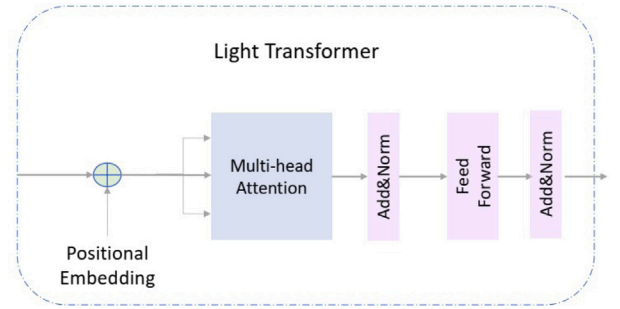 Light Transformer
Multi-head
Attention
Add&Norm
Feed
Forward
Add&Norm
Positional
Embedding